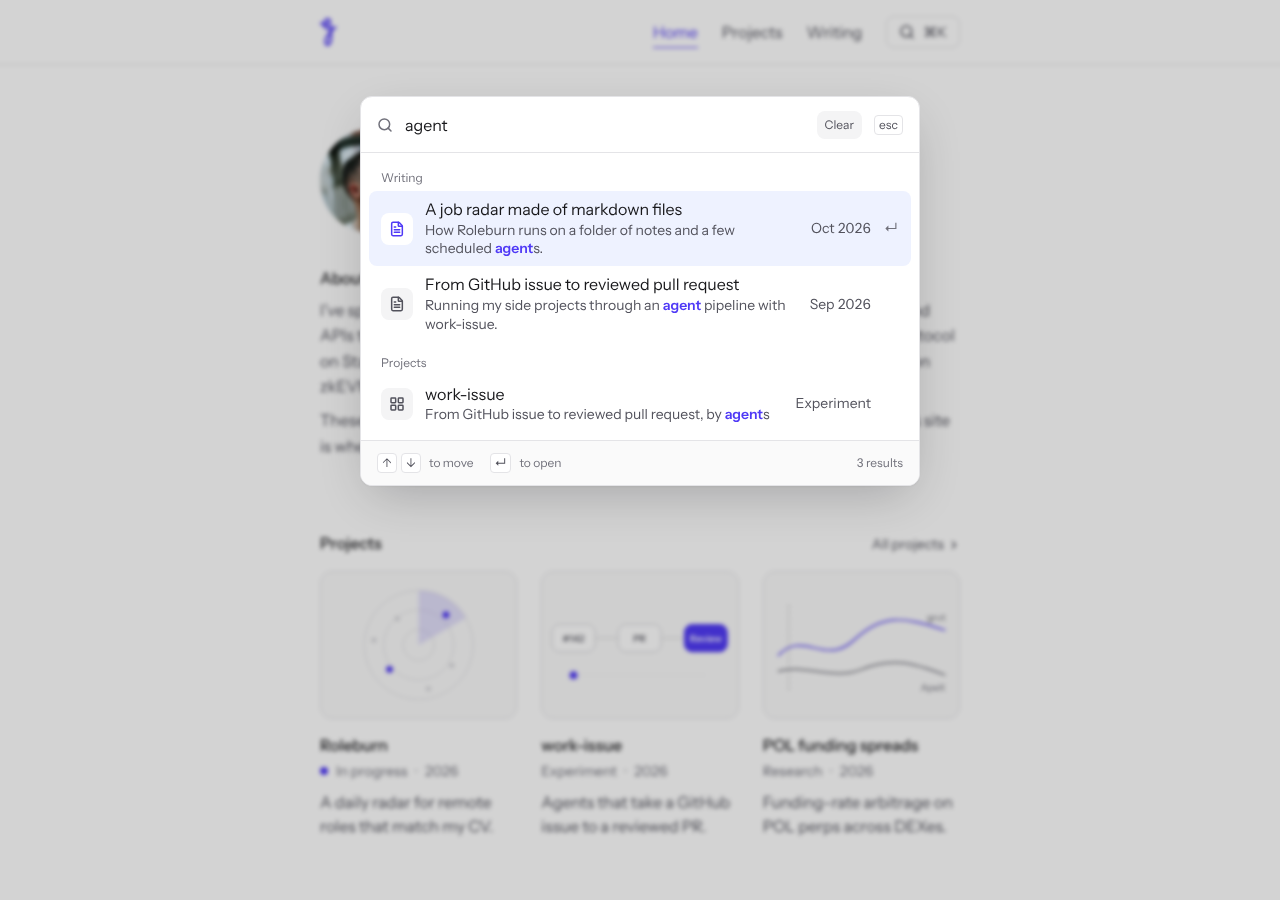 Home Projects Writing ⌘K
agent Clear esc
Writing
A job radar made of markdown files
How Roleburn runs on a folder of notes and a few
scheduled agents.
Oct 2026
From GitHub issue to reviewed pull request
Running my side projects through an agent pipeline with
work-issue.
Sep 2026
Projects
work-issue
From GitHub issue to reviewed pull request, by agents
Experiment
to move to open 3 results
Projects All projects
PR Review
Roleburn
In progress · 2026
A daily radar for remote
roles that match my CV.
work-issue
Experiment · 2026
Agents that take a GitHub
issue to a reviewed PR.
POL funding spreads
Research · 2026
Funding-rate arbitrage on
POL perps across DEXes.